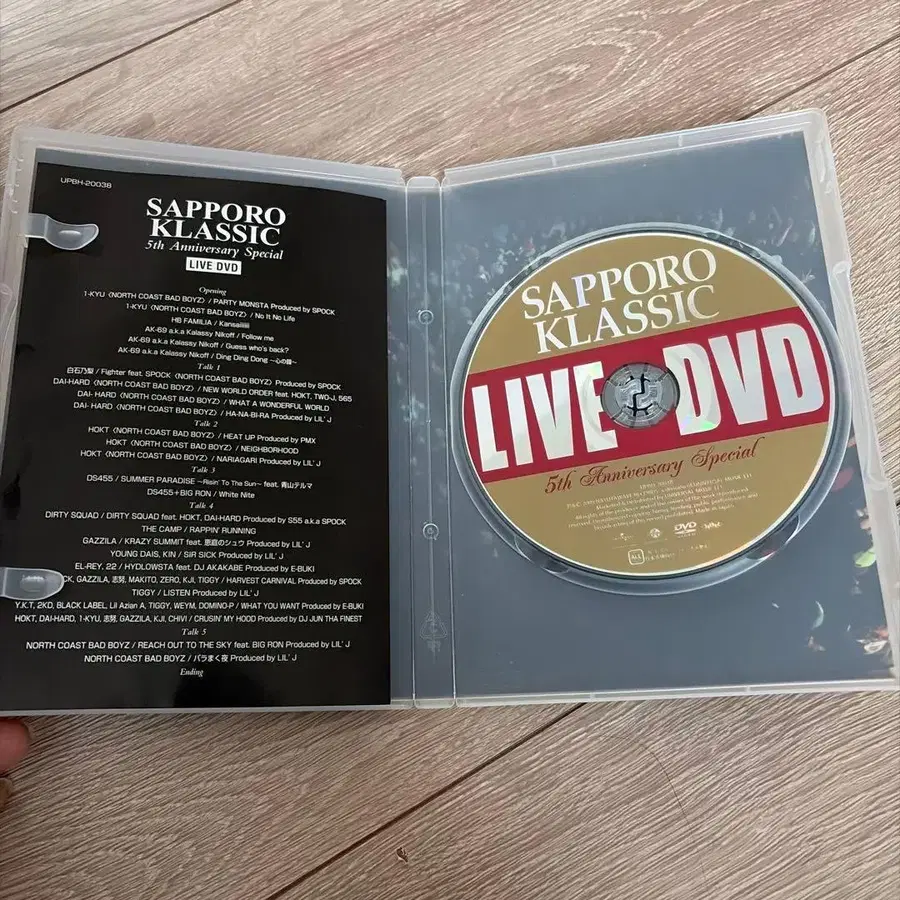 UPBH-20038
SAPPORO
KLASSIC
5th Anniversary Special
LIVE DVD
Opening
1-KYU〈NORTH COAST BAD BOYZ〉/ PARTY MONSTA Produced by SPOCK
1-KYU〈NORTH COAST BAD BOYZ〉/ No It No Life
HB FAMILIA / Kansaiiiiii
AK-69 a.k.a Kalassy Nikoff / Follow me
AK-69 a.k.a Kalassy Nikoff / Guess who's back?
AK-69 a.k.a Kalassy Nikoff / Ding Ding Dong 〜心の鐘〜
Talk 1
白石乃梨 / Fighter feat. SPOCK〈NORTH COAST BAD BOYZ〉Produced by SPOCK
DAI-HARD〈NORTH COAST BAD BOYZ〉/ NEW WORLD ORDER feat. HOKT, TWO-J, 565
DAI-HARD〈NORTH COAST BAD BOYZ〉/ WHAT A WONDERFUL WORLD
DAI-HARD〈NORTH COAST BAD BOYZ〉/ HA-NA-BI-RA Produced by LIL' J
Talk 2
HOKT〈NORTH COAST BAD BOYZ〉/ HEAT UP Produced by PMX
HOKT〈NORTH COAST BAD BOYZ〉/ NEIGHBORHOOD
HOKT〈NORTH COAST BAD BOYZ〉/ NARIAGARI Produced by LIL' J
Talk 3
DS455 / SUMMER PARADISE 〜Risin' To The Sun〜 feat. 青山テルマ
DS455+BIG RON / White Nite
Talk 4
DIRTY SQUAD / DIRTY SQUAD feat. HOKT, DAI-HARD Produced by S55 a.k.a SPOCK
THE CAMP / RAPPIN' RUNNING
GAZZILA / KRAZY SUMMIT feat. 恵庭のシュウ Produced by LIL' J
YOUNG DAIS, KIN / SIR SICK Produced by LIL' J
EL-REY, 22 / HYDLOWSTA feat. DJ AKAKABE Produced by E-BUKI
CK, GAZZILA, 志努, MAKITO, ZERO, KJI, TIGGY / HARVEST CARNIVAL Produced by SPOCK
TIGGY / LISTEN Produced by LIL' J
Y.K.T, 2KD, BLACK LABEL, Lil Azian A, TIGGY, WEYM, DOMINO-P / WHAT YOU WANT Produced by E-BUKI
HOKT, DAI-HARD, 1-KYU, 志努, GAZZILA, KJI, CHIVI / CRUSIN' MY HOOD Produced by DJ JUN THA FINEST
Talk 5
NORTH COAST BAD BOYZ / REACH OUT TO THE SKY feat. BIG RON Produced by LIL' J
NORTH COAST BAD BOYZ / バラまく夜 Produced by LIL' J
Ending
SAPPORO
KLASSIC
LIVE DVD
5th Anniversary Special
DVD
ALL